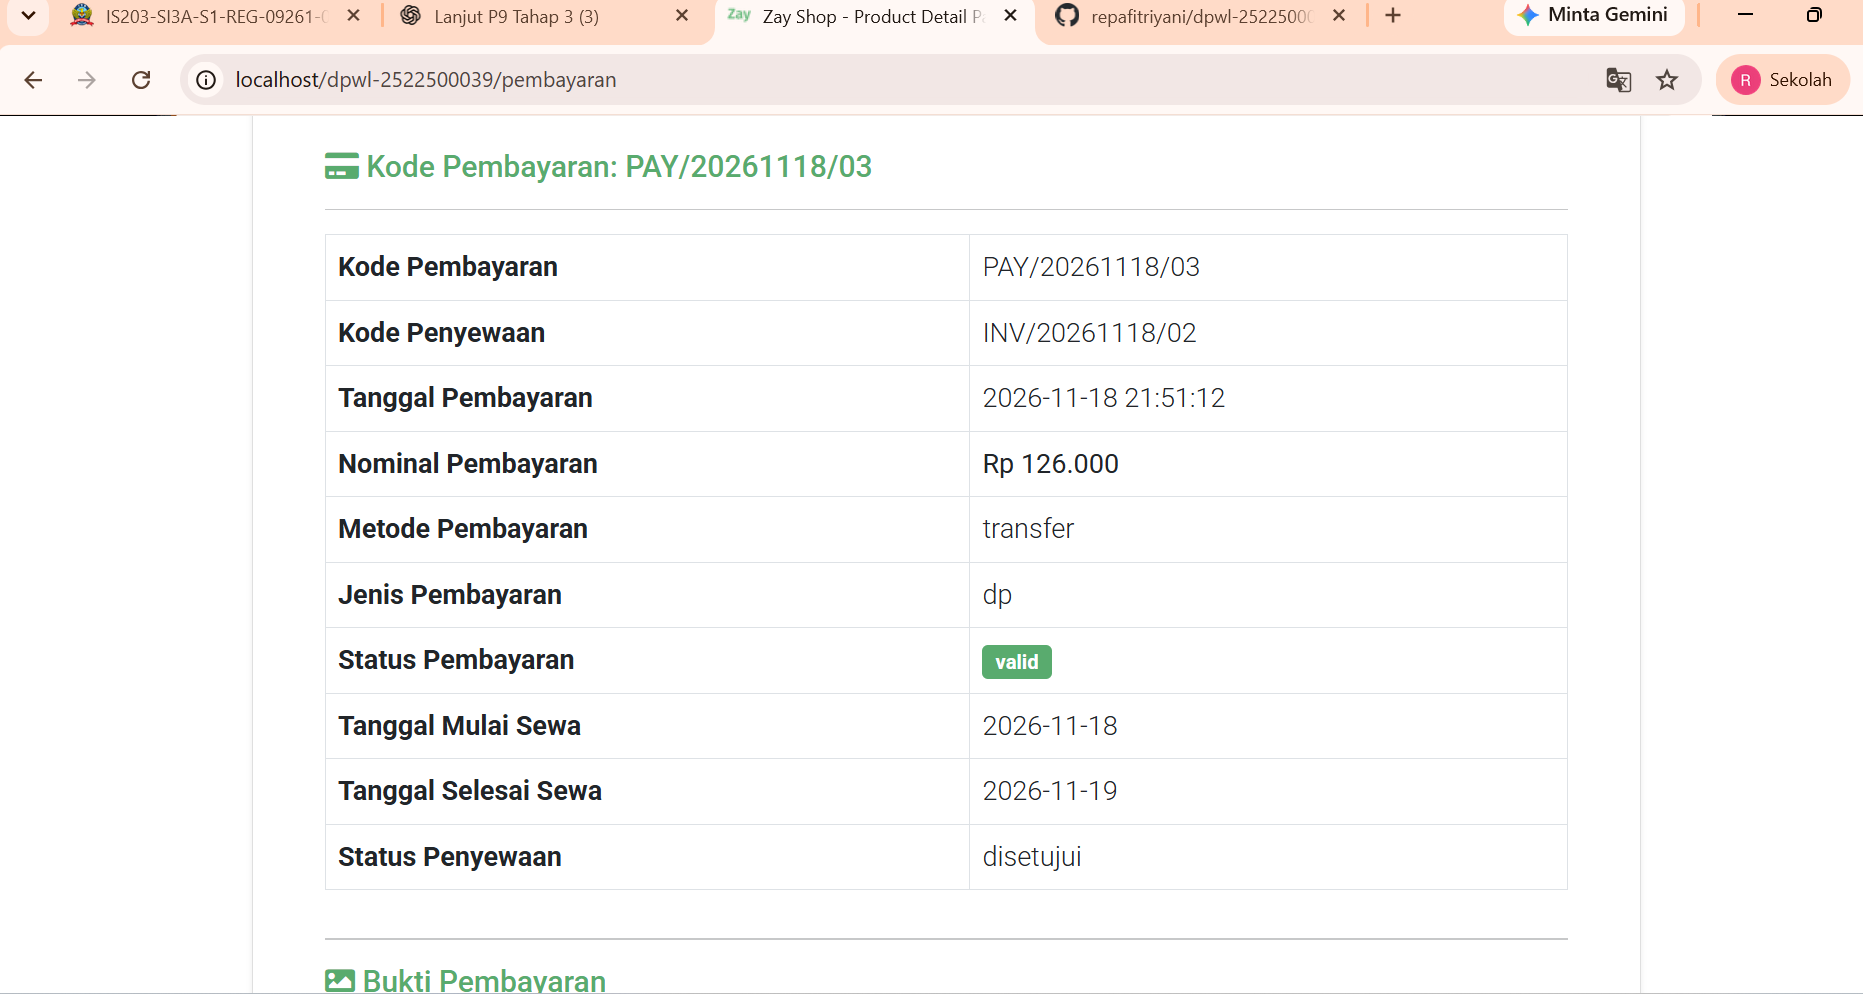 IS203-SI3A-S1-REG-09261-0
Lanjut P9 Tahap 3 (3)
Zay
Zay Shop - Product Detail Pa
repafitriyani/dpwl-25225000
Minta Gemini
localhost/dpwl-2522500039/pembayaran
R
Sekolah
Kode Pembayaran: PAY/20261118/03
Kode Pembayaran PAY/20261118/03
Kode Penyewaan INV/20261118/02
Tanggal Pembayaran 2026-11-18 21:51:12
Nominal Pembayaran Rp 126.000
Metode Pembayaran transfer
Jenis Pembayaran dp
Status Pembayaran valid
Tanggal Mulai Sewa 2026-11-18
Tanggal Selesai Sewa 2026-11-19
Status Penyewaan disetujui
Bukti Pembayaran